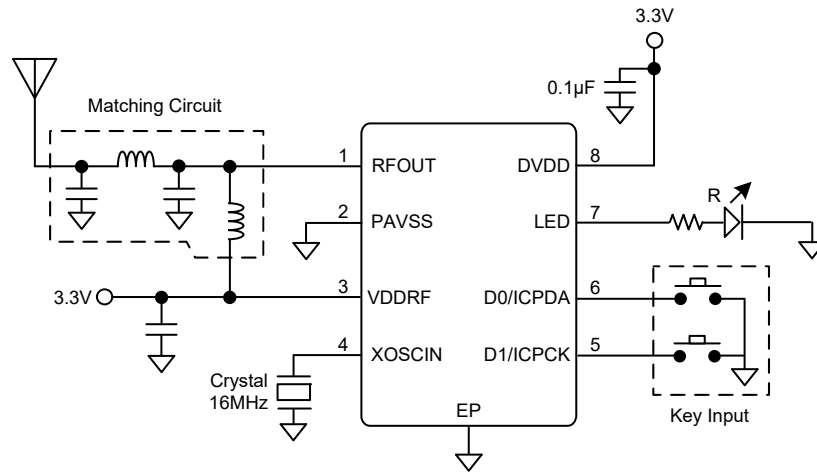 3.3V
0.1µF
Matching Circuit
1 RFOUT DVDD 8
2 PAVSS LED 7 R
3.3V 3 VDDRF D0/ICPDA 6
4 XOSCIN D1/ICPCK 5
Crystal
16MHz
EP
Key Input